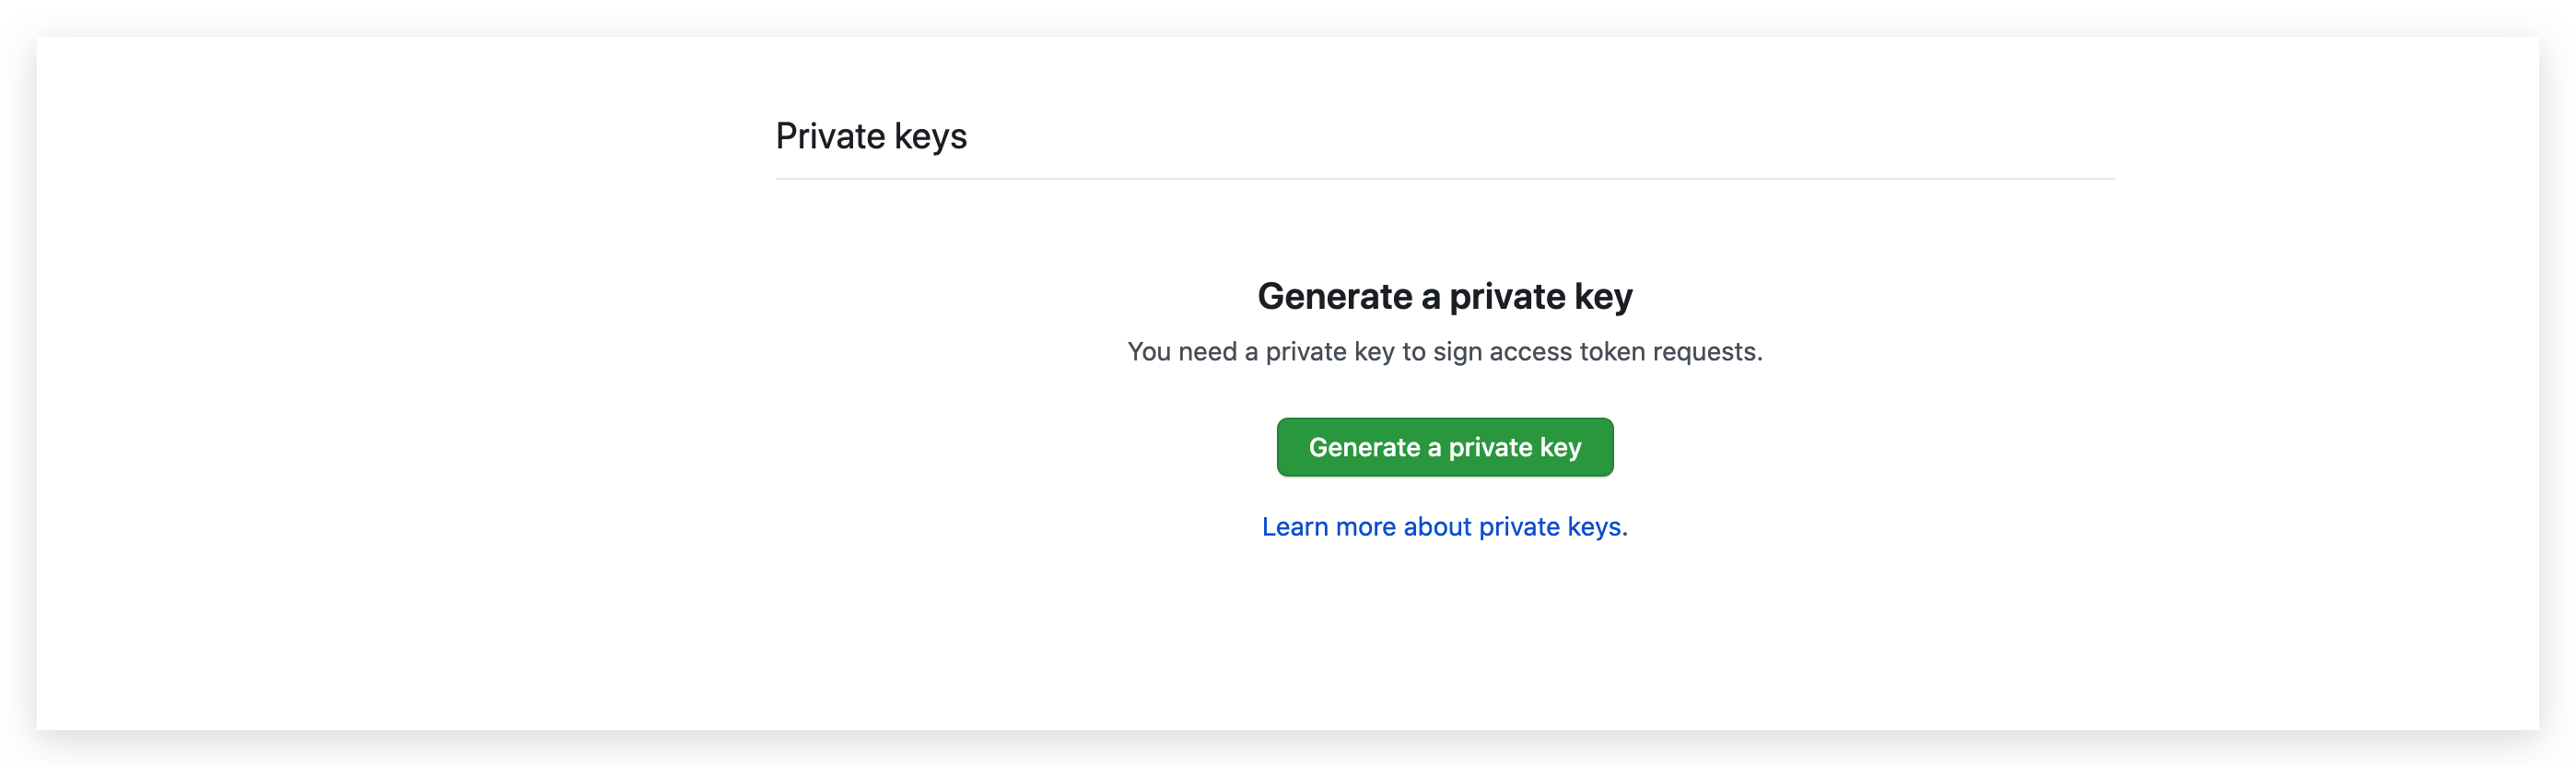 Private keys
Generate a private key
You need a private key to sign access token requests.
Generate a private key
Learn more about private keys.